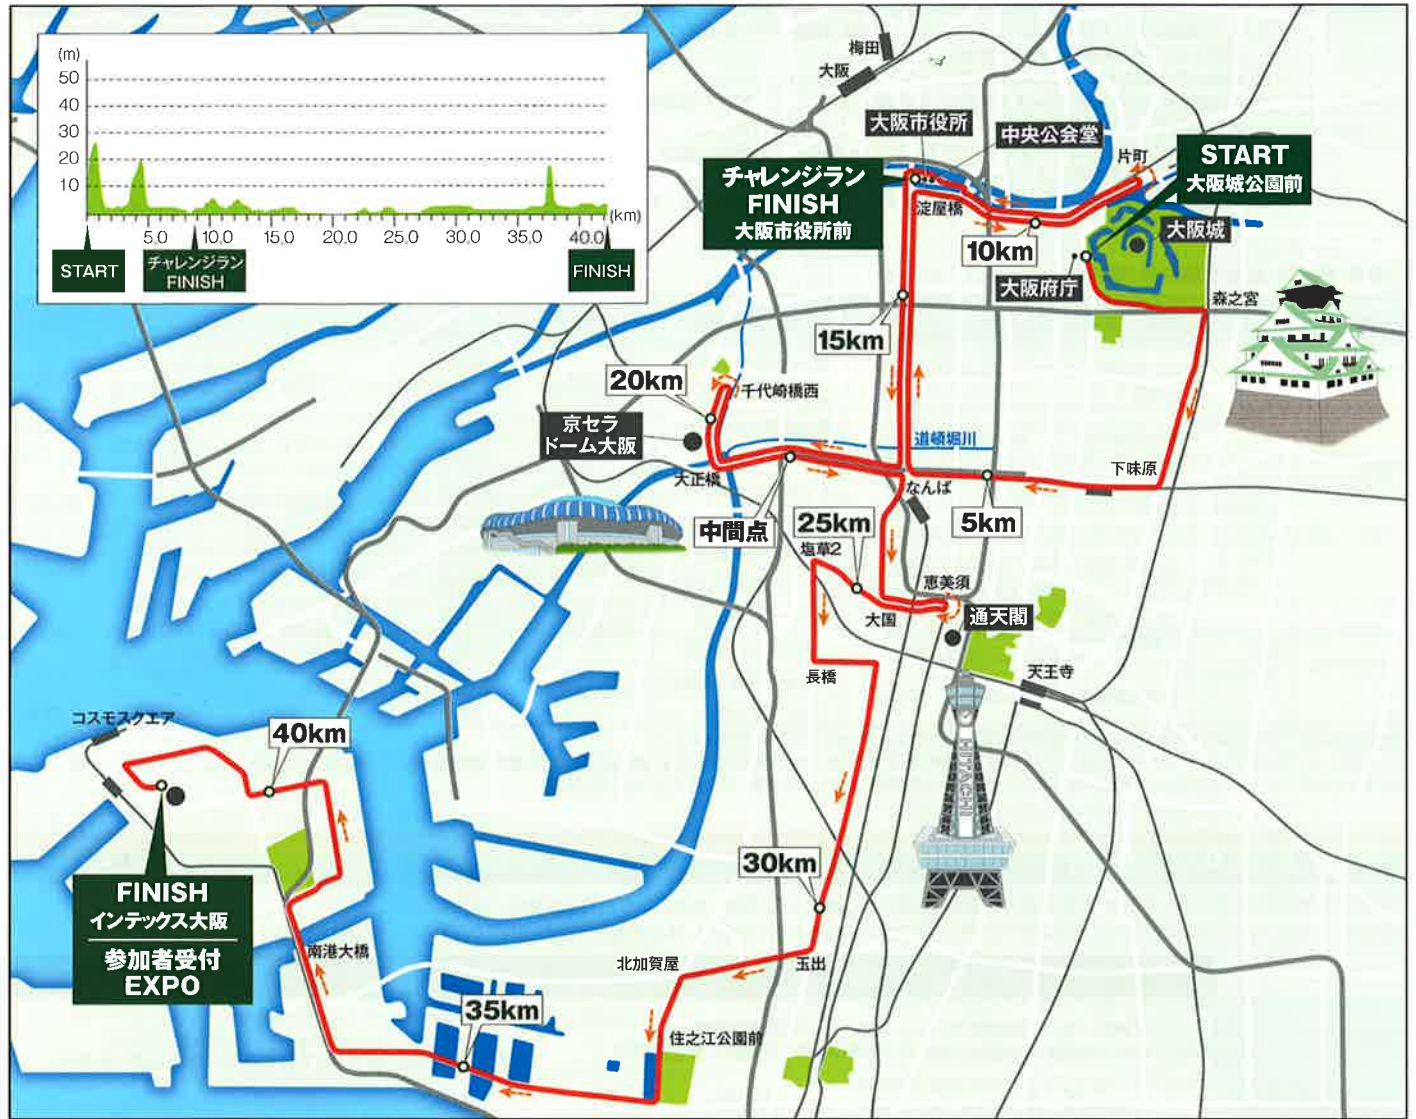 (m)
50
40
30
20
10
5.0
10.0
15.0
20.0
25.0
30.0
35.0
40.0
(km)
START
チャレンジラン
FINISH
FINISH
梅田
大阪
大阪市役所
中央公会堂
片町
START
大阪城公園前
チャレンジラン
FINISH
大阪市役所前
淀屋橋
10km
大阪城
大阪府庁
森之宮
15km
20km
千代崎橋西
京セラ
ドーム大阪
道頓堀川
大正橋
下味原
なんば
中間点
25km
5km
塩草2
恵美須
大国
通天閣
長橋
天王寺
HITACHI
コスモスクエア
40km
30km
FINISH
インテックス大阪
参加者受付
EXPO
南港大橋
北加賀屋
玉出
35km
住之江公園前